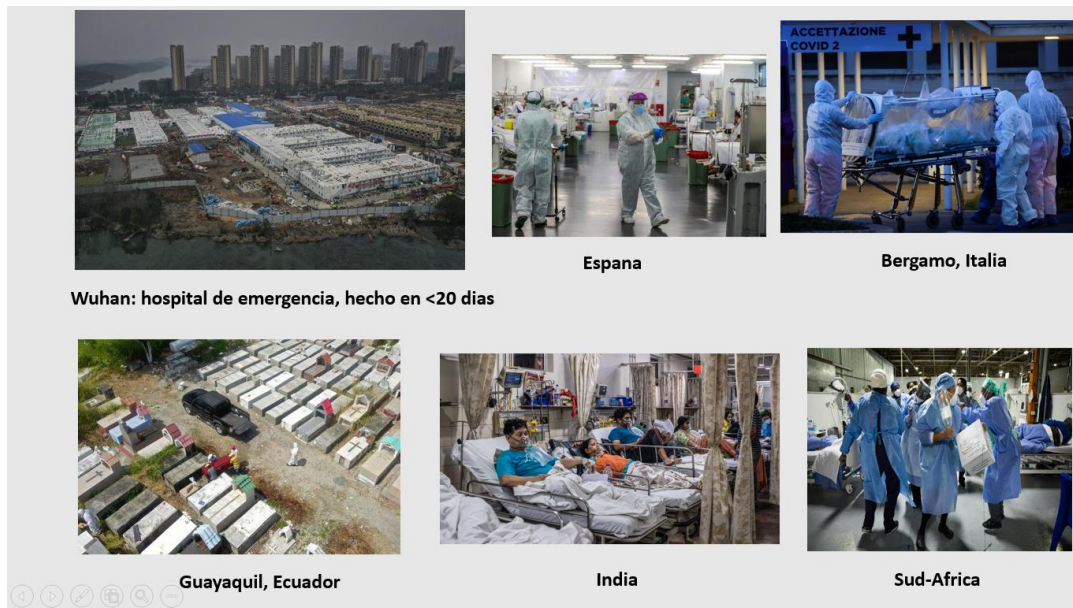 ACCETTAZIONE
COVID 2
Espana
Bergamo, Italia
Wuhan: hospital de emergencia, hecho en <20 dias
Guayaquil, Ecuador
India
Sud-Africa